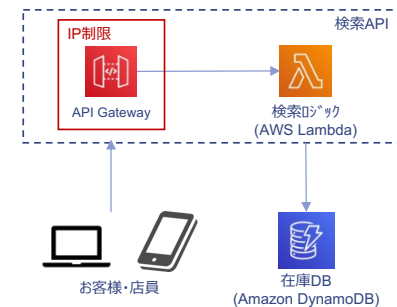 検索API
IP制限
API Gateway
検索ﾛｼﾞｯｸ
(AWS Lambda)
お客様・店員
在庫DB
(Amazon DynamoDB)